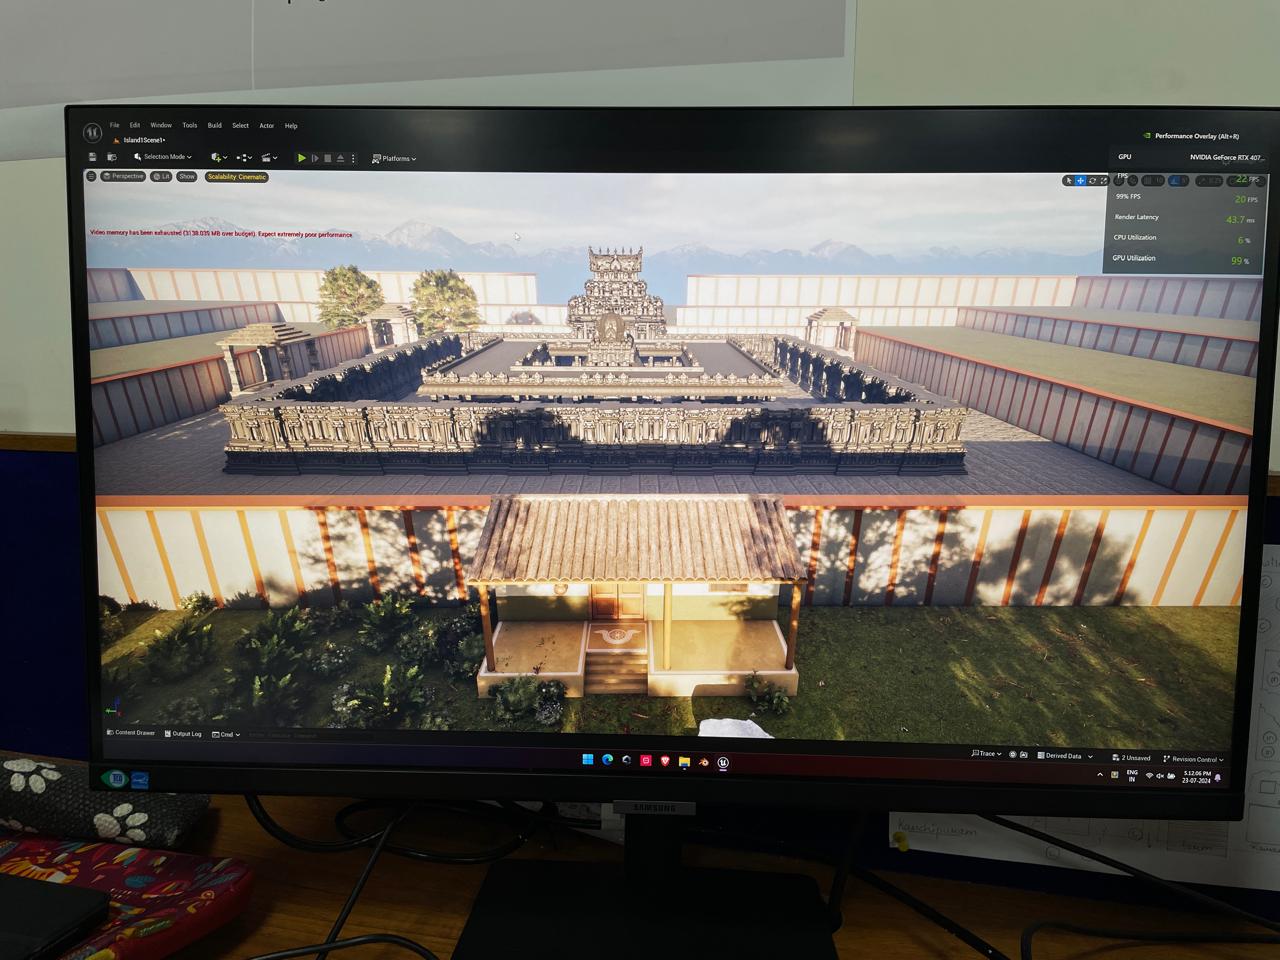 File Edit Window Tools Build Select Actor Help
Island1Scene1•
Performance Overlay (Alt+R)
Selection Mode
Platforms
GPU NVIDIA GeForce RTX 407...
Perspective Lit Show Scalability: Cinematic
FPS 22 FPS
99% FPS 20 FPS
Render Latency 43.7 ms
CPU Utilization 6 %
GPU Utilization 99 %
Video memory has been exhausted (3138.039 MB over budget). Expect extremely poor performance.
Content Drawer Output Log Cmd
Trace Derived Data 2 Unsaved Revision Control
ENG
IN
5:12:06 PM
23-07-2024
SAMSUNG
Kanchipuram